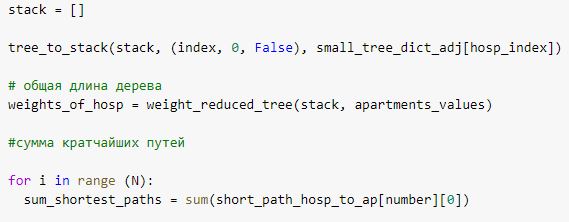 stack = []
tree_to_stack(stack, (index, 0, False), small_tree_dict_adj[hosp_index])
# общая длина дерева
weights_of_hosp = weight_reduced_tree(stack, apartments_values)
#сумма кратчайших путей
for i in range (N):
  sum_shortest_paths = sum(short_path_hosp_to_ap[number][0])